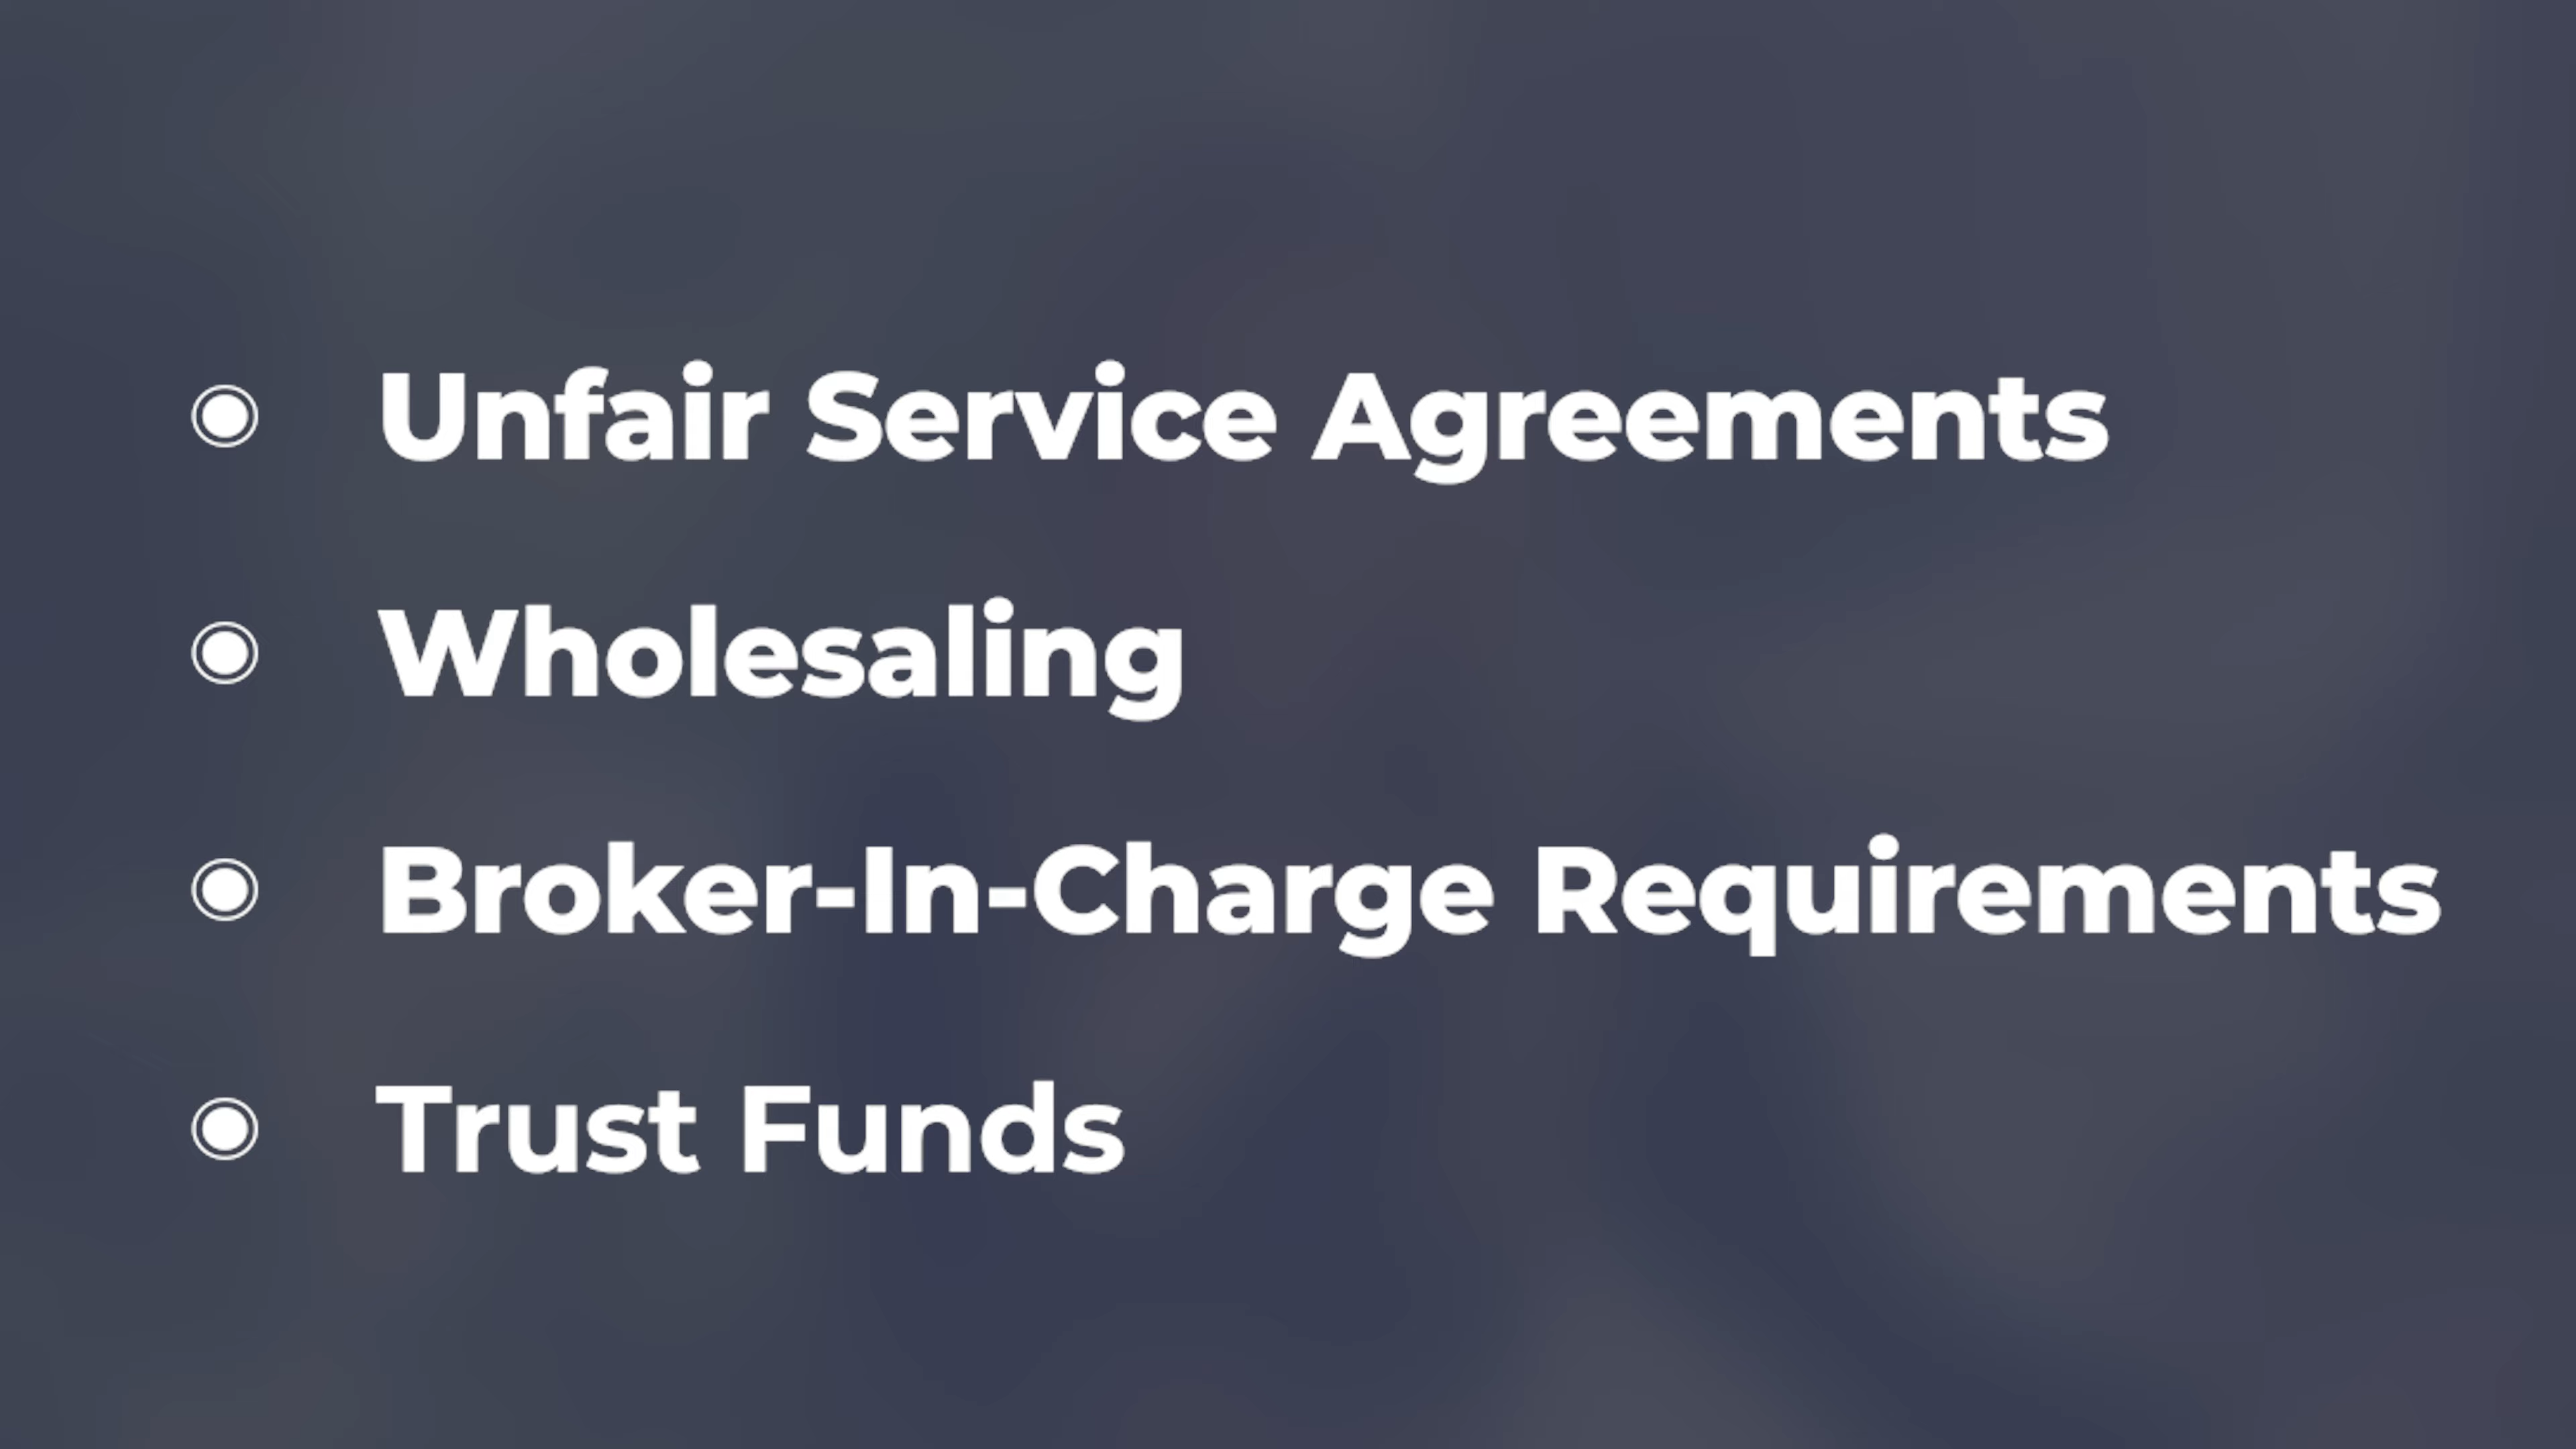 ◉ Unfair Service Agreements
◉ Wholesaling
◉ Broker-In-Charge Requirements
◉ Trust Funds